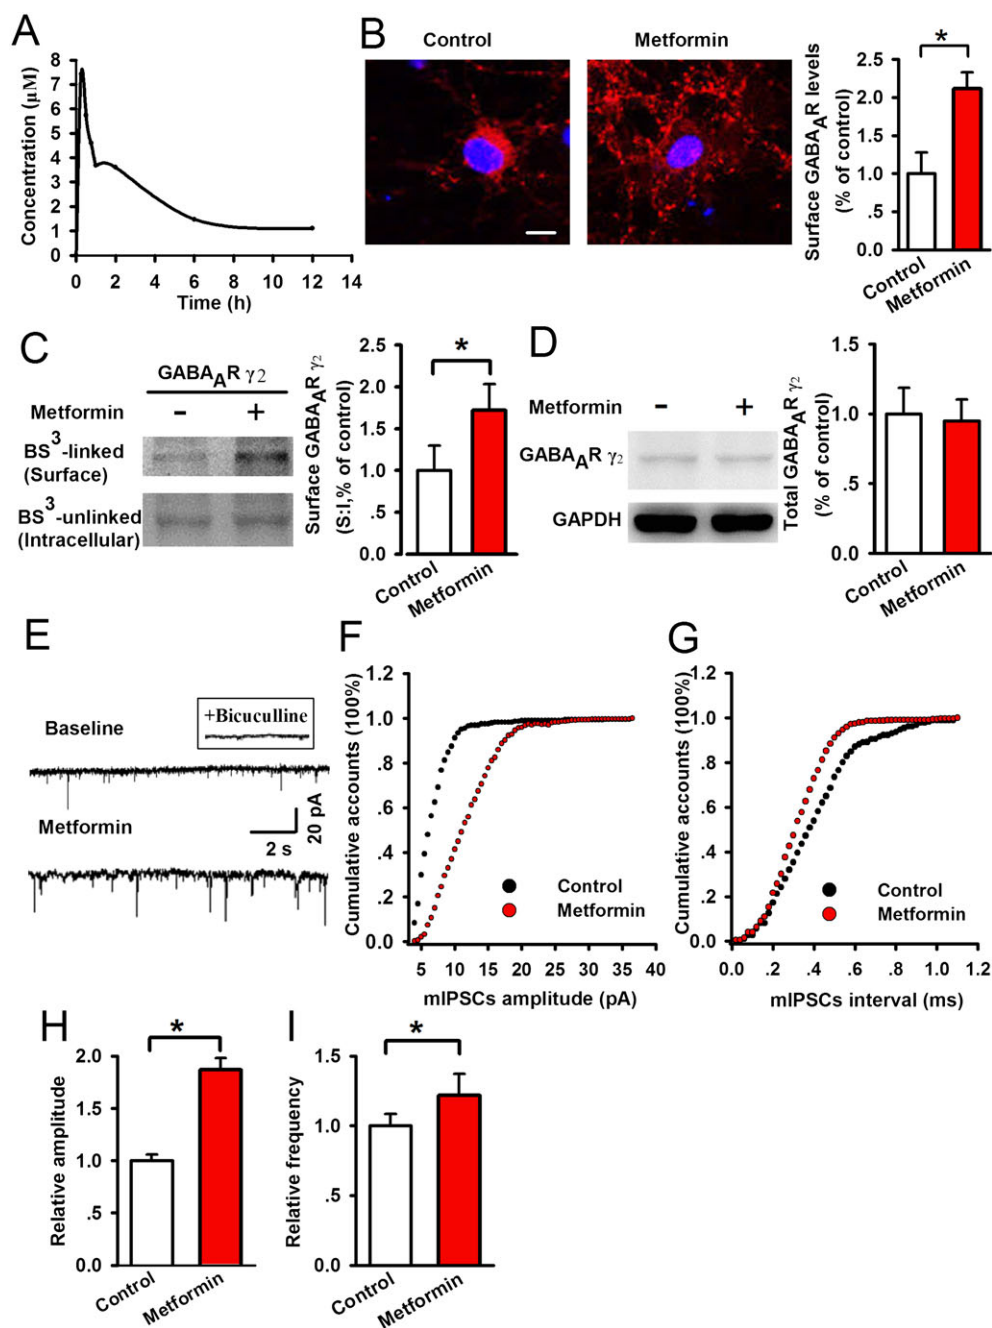 A
Concentration (μM)
8
7
6
5
4
3
2
1
0
0 2 4 6 8 10 12 14
Time (h)
B
Control Metformin
Surface GABAAR levels
(% of control)
*
2.5
2.0
1.5
1.0
.5
0.0
Control
Metformin
C
GABAAR γ2
Metformin - +
BS3-linked
(Surface)
BS3-unlinked
(Intracellular)
Surface GABAAR γ2
(S:I,% of control)
*
2.5
2.0
1.5
1.0
.5
0.0
Control
Metformin
D
Metformin - +
GABAAR γ2
GAPDH
Total GABAAR γ2
(% of control)
1.5
1.0
.5
0.0
Control
Metformin
E
Baseline
+Bicuculline
Metformin
20 pA
2 s
F
Cumulative accounts (100%)
1.2
1.0
.8
.6
.4
.2
0.0
Control
Metformin
5 10 15 20 25 30 35 40
mIPSCs amplitude (pA)
G
Cumulative accounts (100%)
1.2
1.0
.8
.6
.4
.2
0.0
Control
Metformin
0.0 .2 .4 .6 .8 1.0 1.2
mIPSCs interval (ms)
H
Relative amplitude
*
2.0
1.5
1.0
.5
0.0
Control
Metformin
I
Relative frequency
*
1.5
1.0
.5
0.0
Control
Metformin